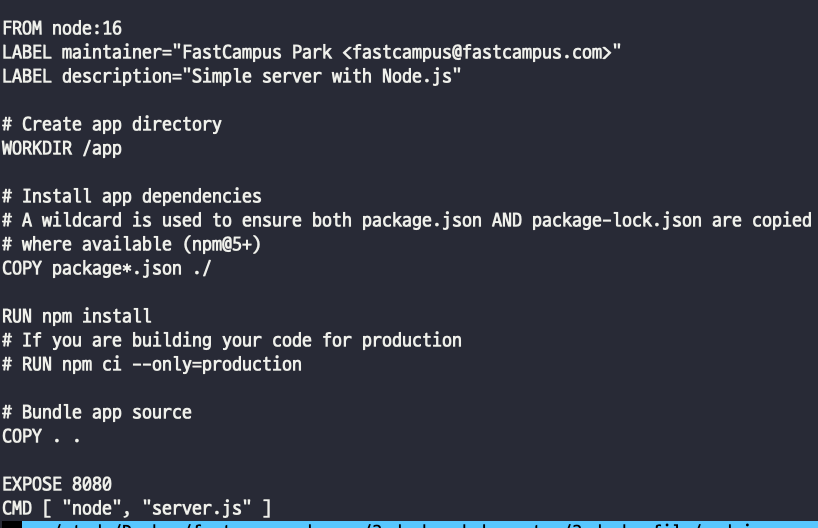 FROM node:16
LABEL maintainer="FastCampus Park <fastcampus@fastcampus.com>"
LABEL description="Simple server with Node.js"
# Create app directory
WORKDIR /app
# Install app dependencies
# A wildcard is used to ensure both package.json AND package-lock.json are copied
# where available (npm@5+)
COPY package*.json ./
RUN npm install
# If you are building your code for production
# RUN npm ci --only=production
# Bundle app source
COPY . .
EXPOSE 8080
CMD [ "node", "server.js" ]